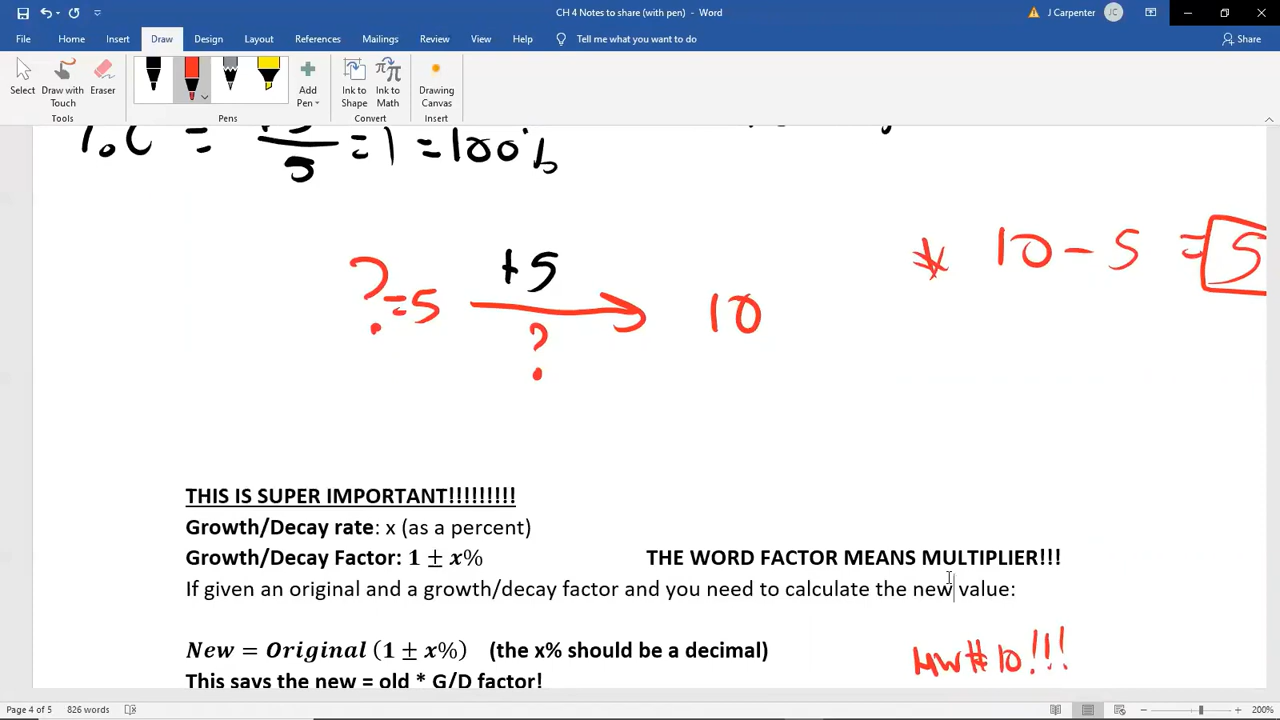 CH 4 Notes to share (with pen) - Word
J Carpenter
JC
File Home Insert Draw Design Layout References Mailings Review View Help Tell me what you want to do
Share
Select Draw with Touch Eraser Add Pen Ink to Shape Ink to Math Drawing Canvas
Tools Pens Convert Insert
5 = 1 = 100%
+5
* 10 - 5 = 5
? = 5 10
?
THIS IS SUPER IMPORTANT!!!!!!!!!
Growth/Decay rate: x (as a percent)
Growth/Decay Factor: 1 ± x% THE WORD FACTOR MEANS MULTIPLIER!!!
If given an original and a growth/decay factor and you need to calculate the new value:
New = Original (1 ± x%) (the x% should be a decimal)
HW # 10!!!
This says the new = old * G/D factor!
Page 4 of 5 826 words
200%